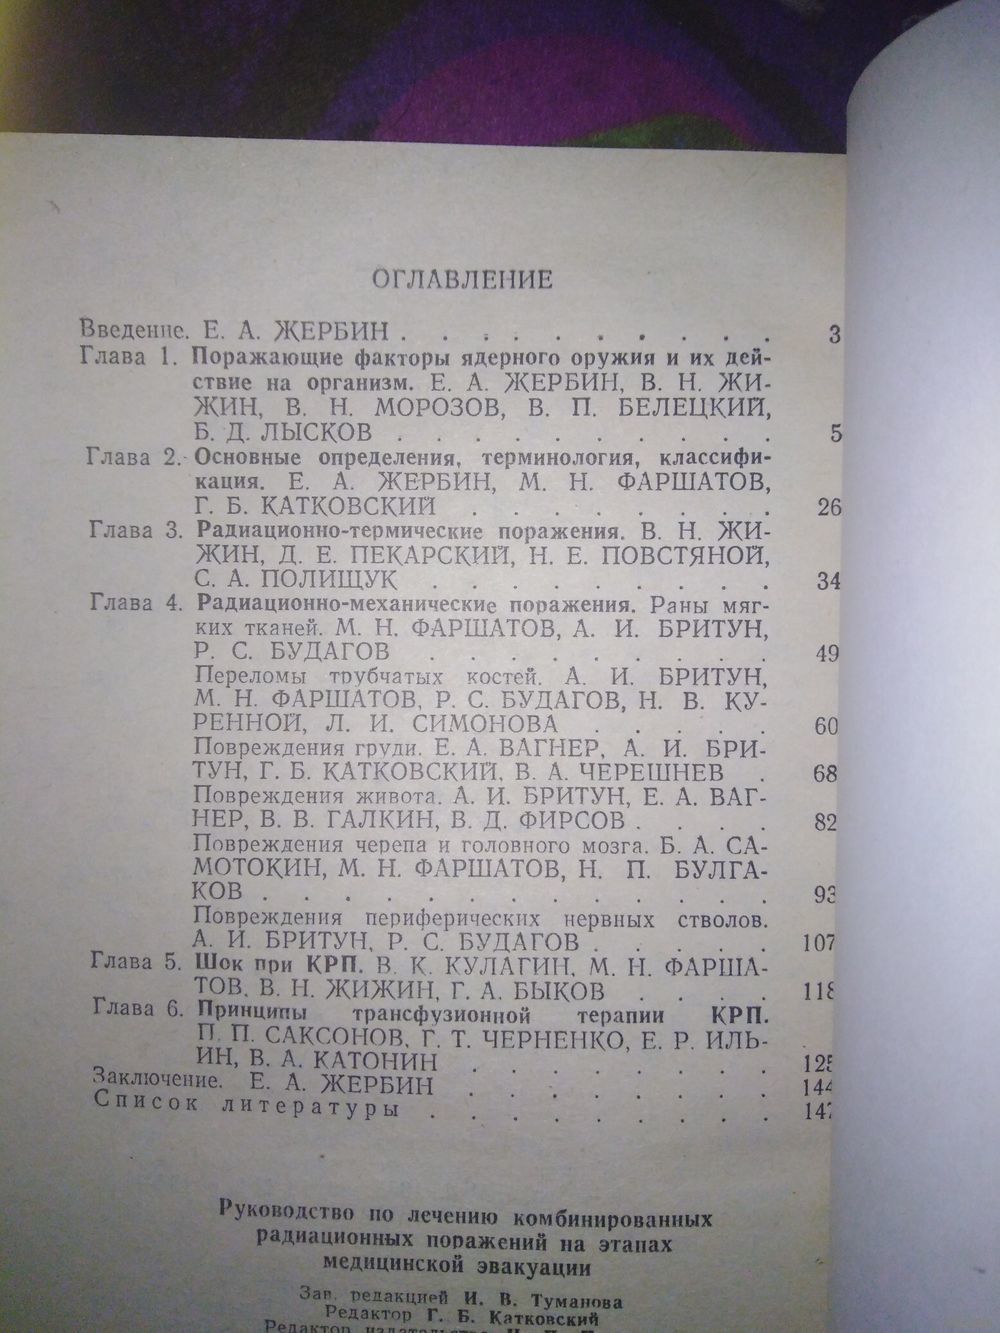 ОГЛАВЛЕНИЕ
Введение. Е. А. ЖЕРБИН . . . . . . . . . . 3
Глава 1. Поражающие факторы ядерного оружия и их дей-
ствие на организм. Е. А. ЖЕРБИН, В. Н. ЖИ-
ЖИН, В. Н. МОРОЗОВ, В. П. БЕЛЕЦКИЙ,
Б. Д. ЛЫСКОВ . . . . . . . . . . 5
Глава 2. Основные определения, терминология, классифи-
кация. Е. А. ЖЕРБИН, М. Н. ФАРШАТОВ,
Г. Б. КАТКОВСКИЙ . . . . . . . . 26
Глава 3. Радиационно-термические поражения. В. Н. ЖИ-
ЖИН, Д. Е. ПЕКАРСКИЙ, Н. Е. ПОВСТЯНОЙ,
С. А. ПОЛИЩУК . . . . . . . . . 34
Глава 4. Радиационно-механические поражения. Раны мяг-
ких тканей. М. Н. ФАРШАТОВ, А. И. БРИТУН,
Р. С. БУДАГОВ . . . . . . . . . 49
Переломы трубчатых костей. А. И. БРИТУН,
М. Н. ФАРШАТОВ, Р. С. БУДАГОВ, Н. В. КУ-
РЕННОЙ, Л. И. СИМОНОВА . . . . . 60
Повреждения груди. Е. А. ВАГНЕР, А. И. БРИ-
ТУН, Г. Б. КАТКОВСКИЙ, В. А. ЧЕРЕШНЕВ . 68
Повреждения живота. А. И. БРИТУН, Е. А. ВАГ-
НЕР, В. В. ГАЛКИН, В. Д. ФИРСОВ . . . . 82
Повреждения черепа и головного мозга. Б. А. СА-
МОТОКИН, М. Н. ФАРШАТОВ, Н. П. БУЛГА-
КОВ . . . . . . . . . . . . . 93
Повреждения периферических нервных стволов.
А. И. БРИТУН, Р. С. БУДАГОВ . . . . . 107
Глава 5. Шок при КРП. В. К. КУЛАГИН, М. Н. ФАРША-
ТОВ, В. Н. ЖИЖИН, Г. А. БЫКОВ . . . . 118
Глава 6. Принципы трансфузионной терапии КРП.
П. П. САКСОНОВ, Г. Т. ЧЕРНЕНКО, Е. Р. ИЛЬ-
ИН, В. А. КАТОНИН . . . . . . . . 125
Заключение. Е. А. ЖЕРБИН . . . . . . . . 144
Список литературы . . . . . . . . 147
Руководство по лечению комбинированных
радиационных поражений на этапах
медицинской эвакуации
Зав. редакцией И. В. Туманова
Редактор Г. Б. Катковский
Редактор издательства